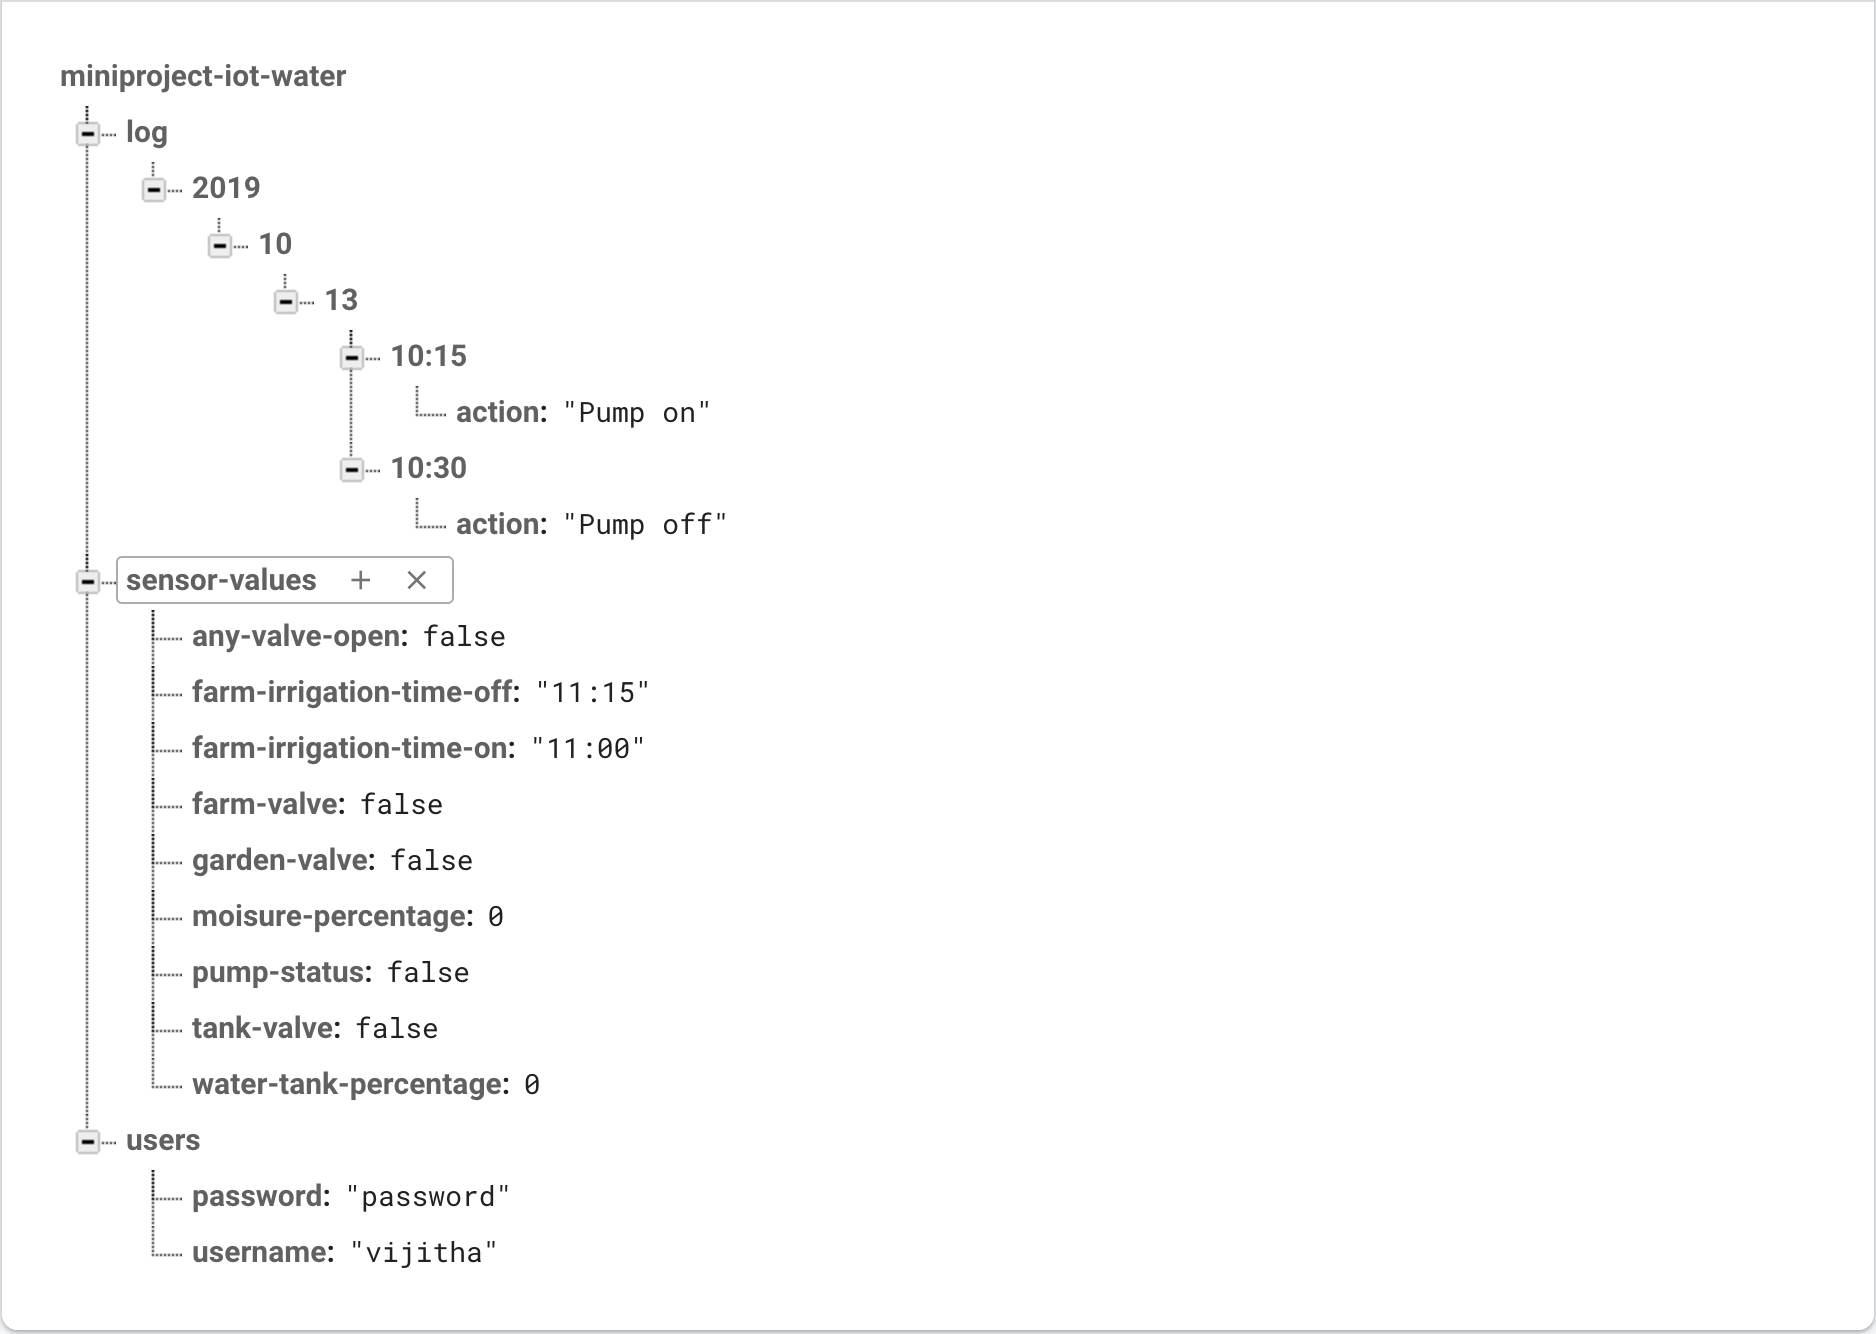 miniproject-iot-water
log
2019
10
13
10:15
action: "Pump on"
10:30
action: "Pump off"
sensor-values
any-valve-open: false
farm-irrigation-time-off: "11:15"
farm-irrigation-time-on: "11:00"
farm-valve: false
garden-valve: false
moisure-percentage: 0
pump-status: false
tank-valve: false
water-tank-percentage: 0
users
password: "password"
username: "vijitha"